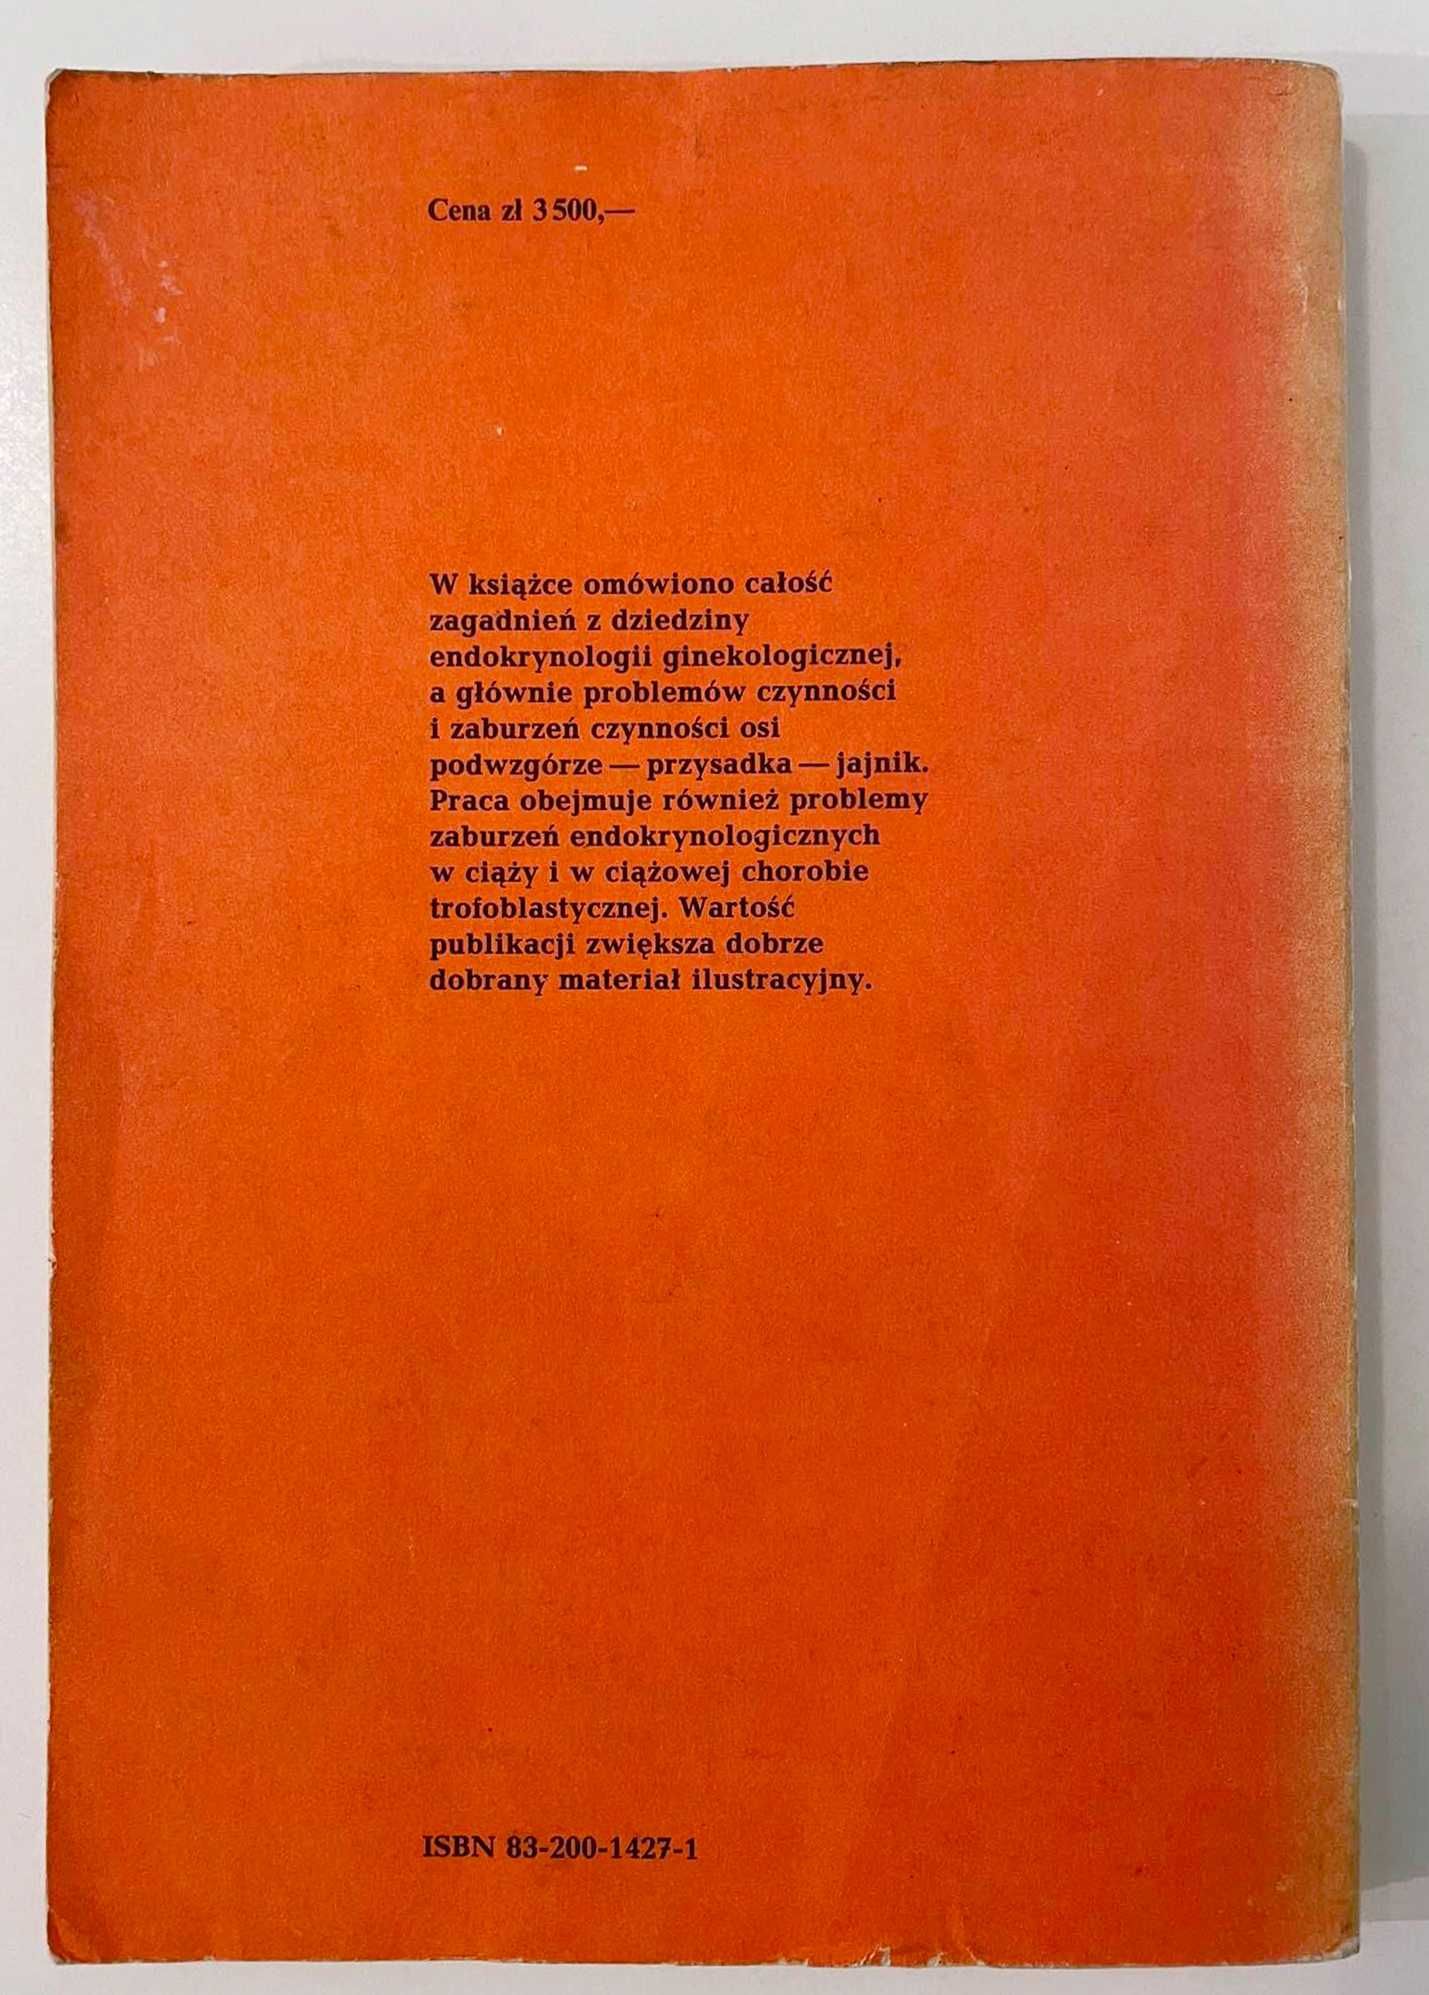 Cena zł 3 500,—
W książce omówiono całość
zagadnień z dziedziny
endokrynologii ginekologicznej,
a głównie problemów czynności
i zaburzeń czynności osi
podwzgórze — przysadka — jajnik.
Praca obejmuje również problemy
zaburzeń endokrynologicznych
w ciąży i w ciążowej chorobie
trofoblastycznej. Wartość
publikacji zwiększa dobrze
dobrany materiał ilustracyjny.
ISBN 83-200-1427-1